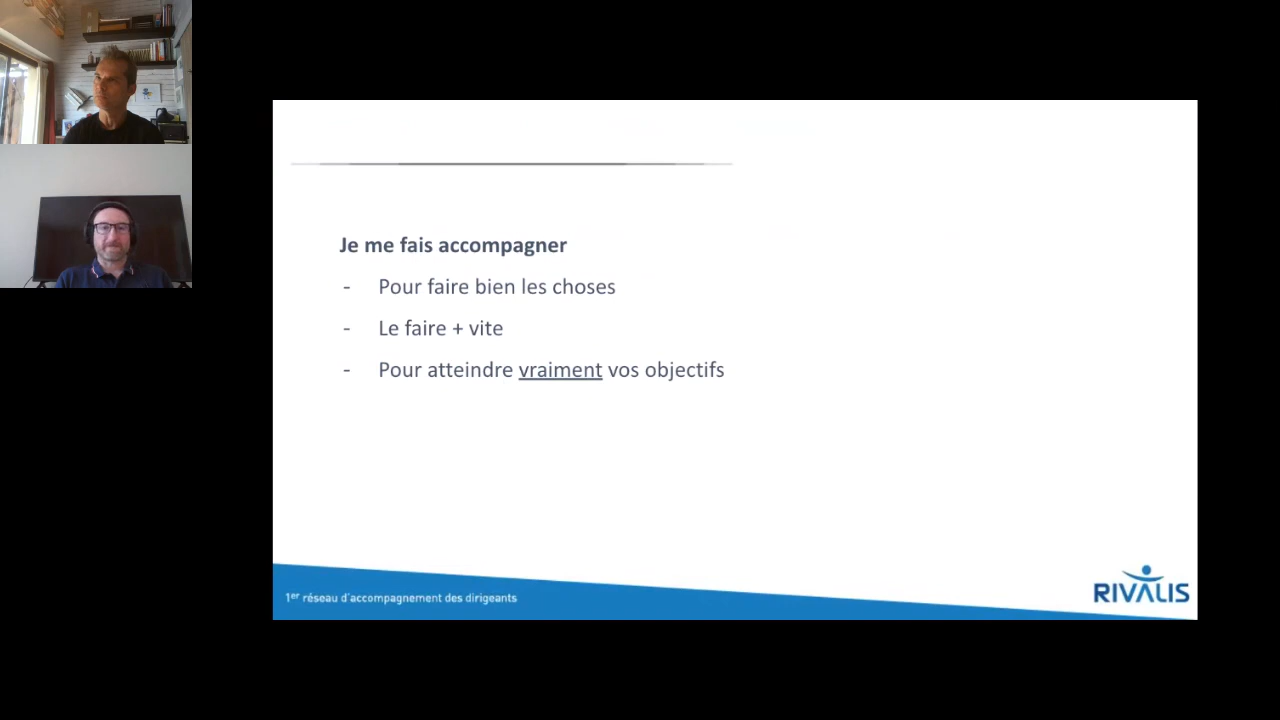 Je me fais accompagner
- Pour faire bien les choses
- Le faire + vite
- Pour atteindre vraiment vos objectifs
1er réseau d'accompagnement des dirigeants
RIVALIS